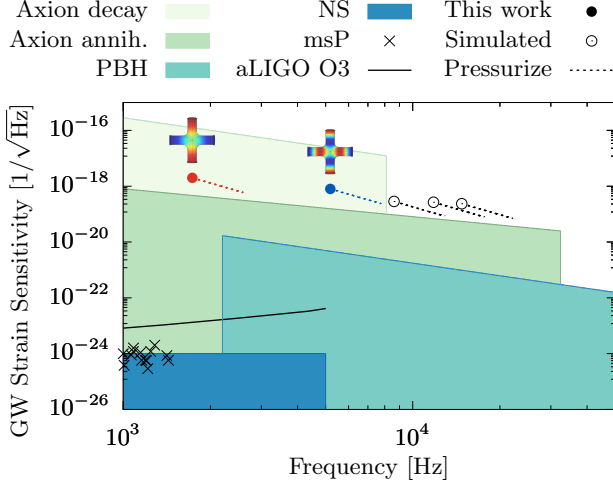 Axion decay NS This work
Axion annih. msP Simulated
PBH aLIGO O3 Pressurize
GW Strain Sensitivity [1/√Hz]
10^−16
10^−18
10^−20
10^−22
10^−24
10^−26
10^3 10^4
Frequency [Hz]